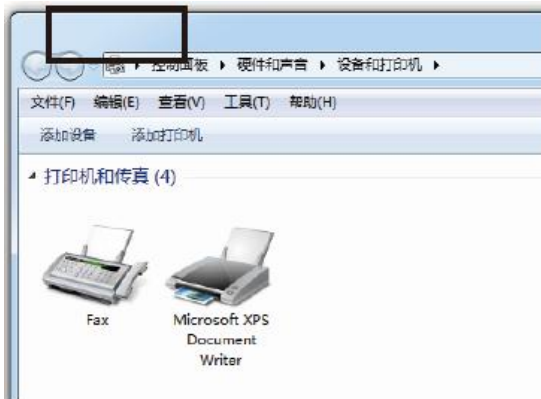 控制面板 ▸ 硬件和声音 ▸ 设备和打印机 ▸
文件(F) 编辑(E) 查看(V) 工具(T) 帮助(H)
添加设备 添加打印机
打印机和传真 (4)
Fax
Microsoft XPS
Document
Writer